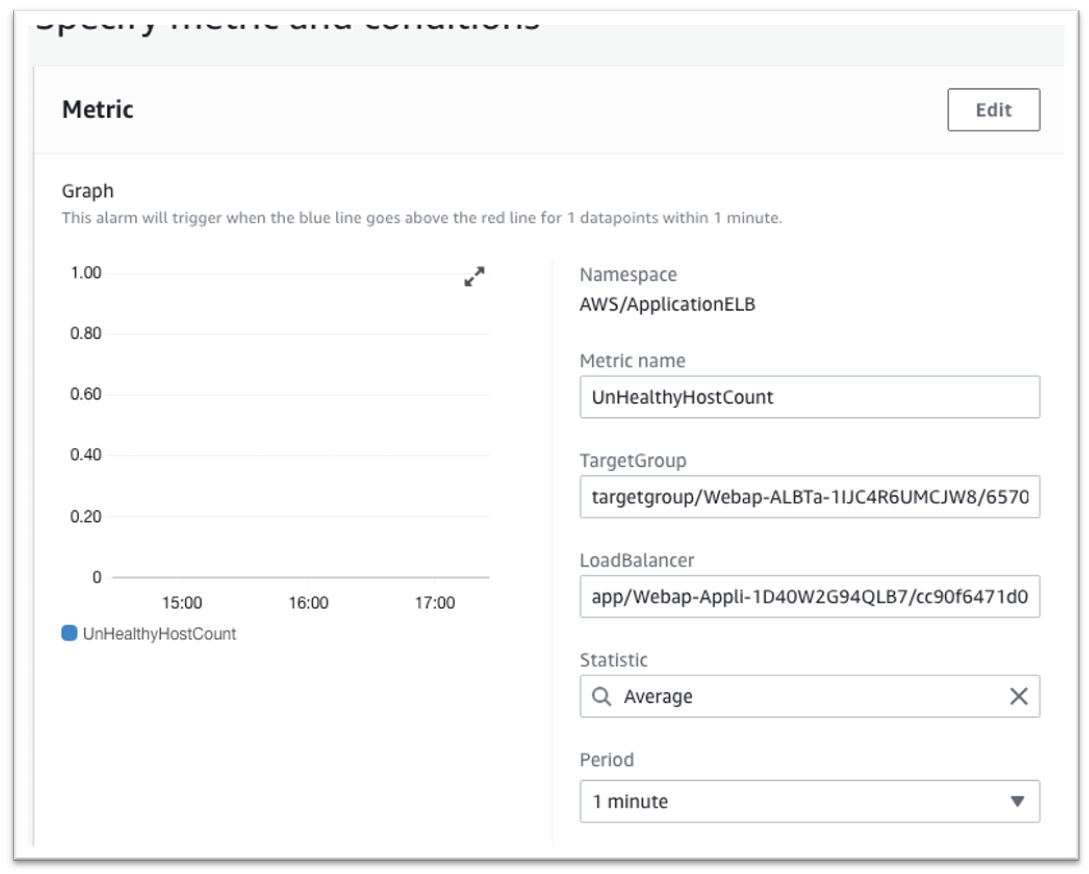 Specify metric and conditions
Metric
Edit
Graph
This alarm will trigger when the blue line goes above the red line for 1 datapoints within 1 minute.
1.00
0.80
0.60
0.40
0.20
0
15:00
16:00
17:00
UnHealthyHostCount
Namespace
AWS/ApplicationELB
Metric name
UnHealthyHostCount
TargetGroup
targetgroup/Webap-ALBTa-1IJC4R6UMCJW8/6570
LoadBalancer
app/Webap-Appli-1D40W2G94QLB7/cc90f6471d0
Statistic
Average
Period
1 minute